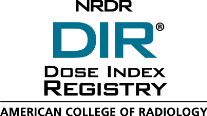 NRDR
DIR®
DOSE INDEX
REGISTRY
AMERICAN COLLEGE OF RADIOLOGY